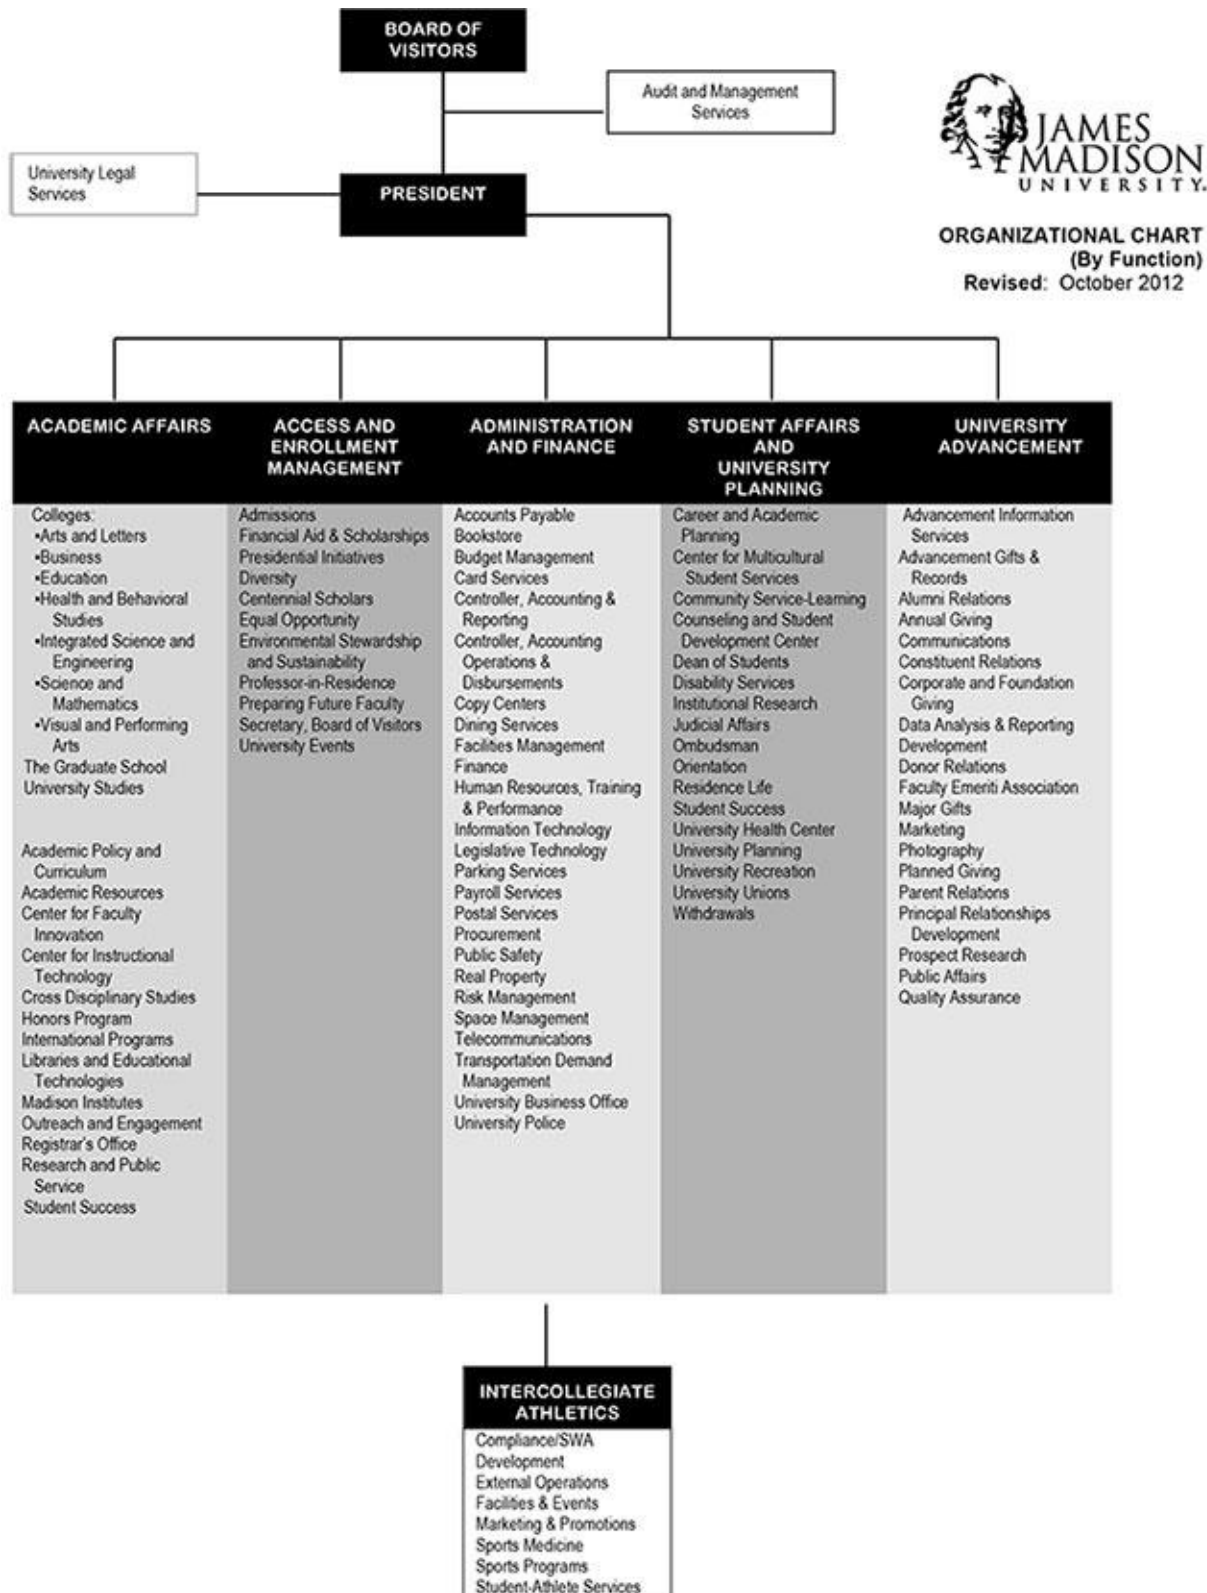 BOARD OF
VISITORS
Audit and Management
Services
University Legal
Services
PRESIDENT
JAMES
MADISON
UNIVERSITY.
ORGANIZATIONAL CHART
(By Function)
Revised: October 2012
ACADEMIC AFFAIRS
Colleges:
▪Arts and Letters
▪Business
▪Education
▪Health and Behavioral
Studies
▪Integrated Science and
Engineering
▪Science and
Mathematics
▪Visual and Performing
Arts
The Graduate School
University Studies
Academic Policy and
Curriculum
Academic Resources
Center for Faculty
Innovation
Center for Instructional
Technology
Cross Disciplinary Studies
Honors Program
International Programs
Libraries and Educational
Technologies
Madison Institutes
Outreach and Engagement
Registrar's Office
Research and Public
Service
Student Success
ACCESS AND
ENROLLMENT
MANAGEMENT
Admissions
Financial Aid & Scholarships
Presidential Initiatives
Diversity
Centennial Scholars
Equal Opportunity
Environmental Stewardship
and Sustainability
Professor-in-Residence
Preparing Future Faculty
Secretary, Board of Visitors
University Events
ADMINISTRATION
AND FINANCE
Accounts Payable
Bookstore
Budget Management
Card Services
Controller, Accounting &
Reporting
Controller, Accounting
Operations &
Disbursements
Copy Centers
Dining Services
Facilities Management
Finance
Human Resources, Training
& Performance
Information Technology
Legislative Technology
Parking Services
Payroll Services
Postal Services
Procurement
Public Safety
Real Property
Risk Management
Space Management
Telecommunications
Transportation Demand
Management
University Business Office
University Police
STUDENT AFFAIRS
AND
UNIVERSITY
PLANNING
Career and Academic
Planning
Center for Multicultural
Student Services
Community Service-Learning
Counseling and Student
Development Center
Dean of Students
Disability Services
Institutional Research
Judicial Affairs
Ombudsman
Orientation
Residence Life
Student Success
University Health Center
University Planning
University Recreation
University Unions
Withdrawals
UNIVERSITY
ADVANCEMENT
Advancement Information
Services
Advancement Gifts &
Records
Alumni Relations
Annual Giving
Communications
Constituent Relations
Corporate and Foundation
Giving
Data Analysis & Reporting
Development
Donor Relations
Faculty Emeriti Association
Major Gifts
Marketing
Photography
Planned Giving
Parent Relations
Principal Relationships
Development
Prospect Research
Public Affairs
Quality Assurance
INTERCOLLEGIATE
ATHLETICS
Compliance/SWA
Development
External Operations
Facilities & Events
Marketing & Promotions
Sports Medicine
Sports Programs
Student-Athlete Services